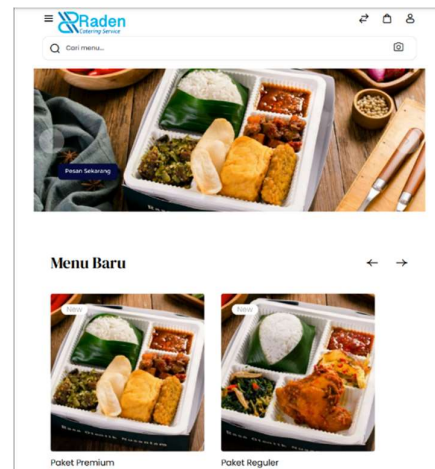 Raden
Catering Service
Cari menu...
Pesan Sekarang
Menu Baru
New
New
Paket Premium
Paket Reguler